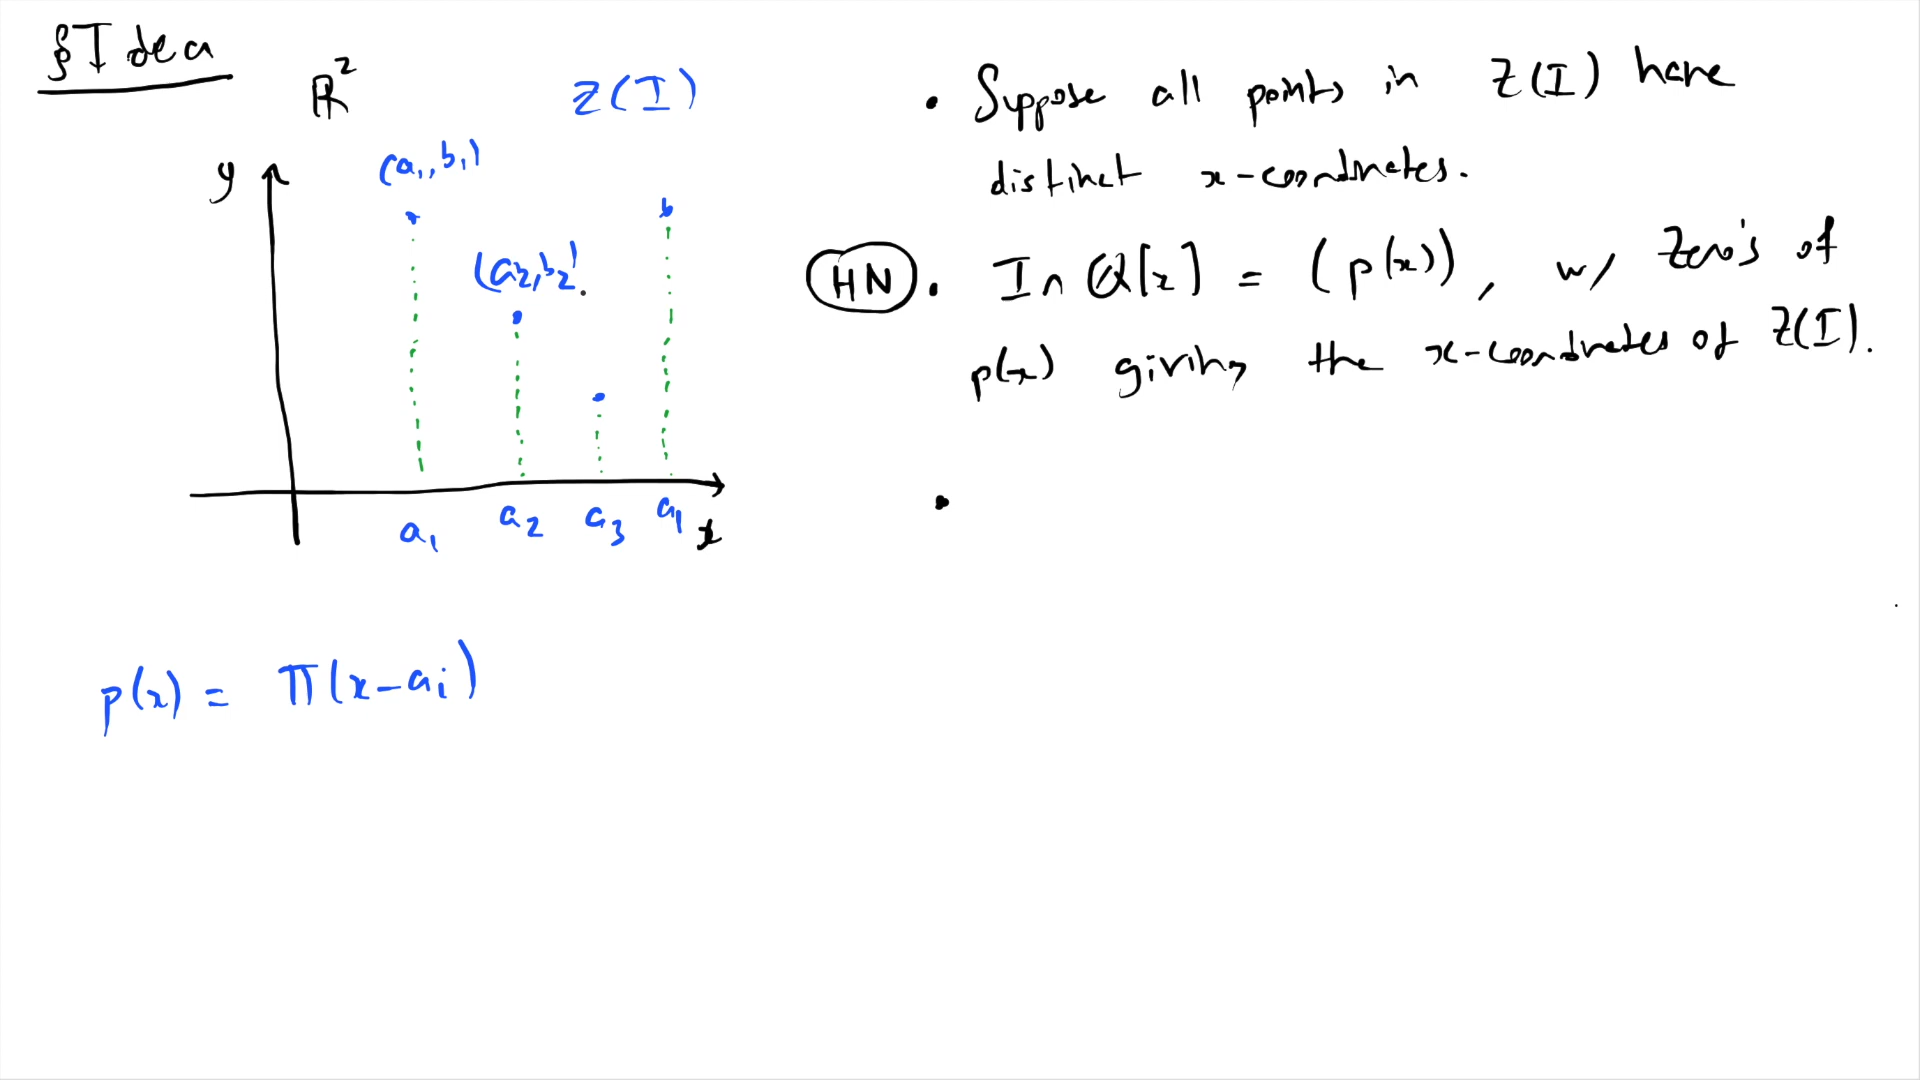 §Idea
ℝ²
Z(I)
y
(a₁,b₁)
(a₂,b₂)
a₁ a₂ a₃ a₁ x
p(x) = π(x-aᵢ)
• Suppose all points in Z(I) have
distinct x-coordinates.
HN • I∩ℚ[x] = (p(x)), w/ Zero's of
p(x) giving the x-coordinates of Z(I).
•